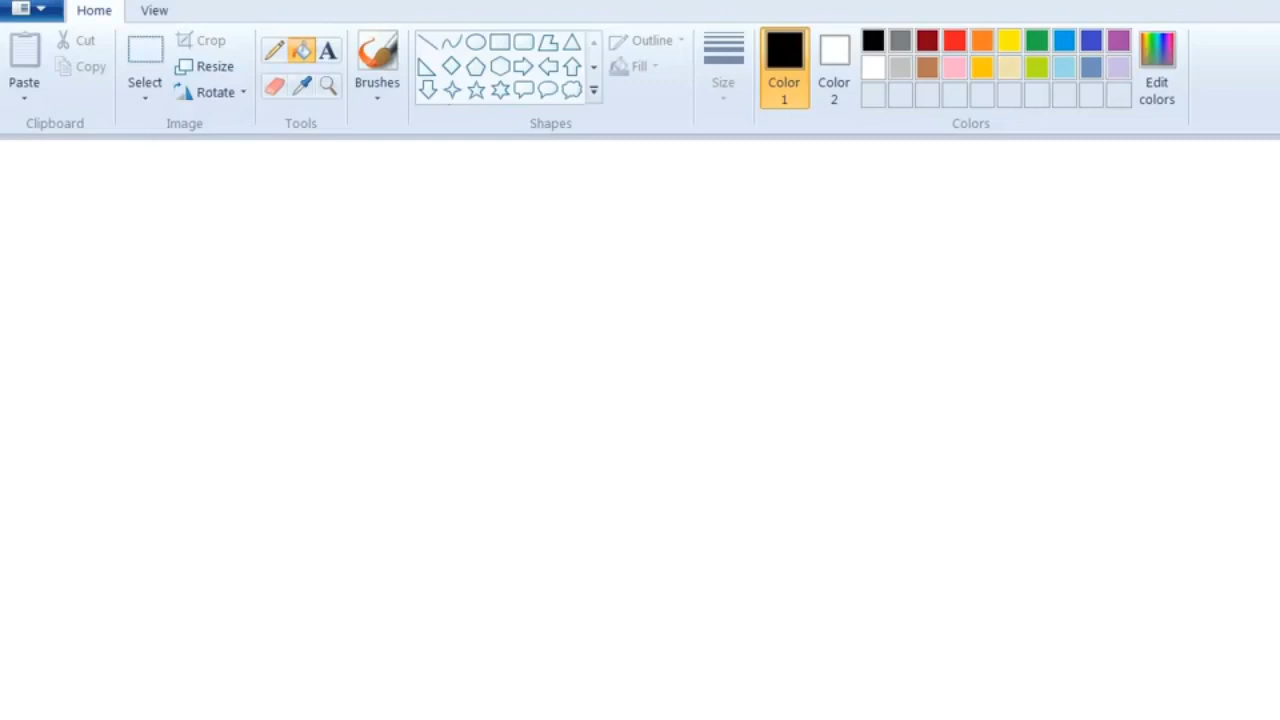 Home View
Paste
Cut
Copy
Clipboard
Select
Crop
Resize
Rotate
Image
A
Tools
Brushes
Outline
Fill
Shapes
Size
Color
1
Color
2
Edit
colors
Colors